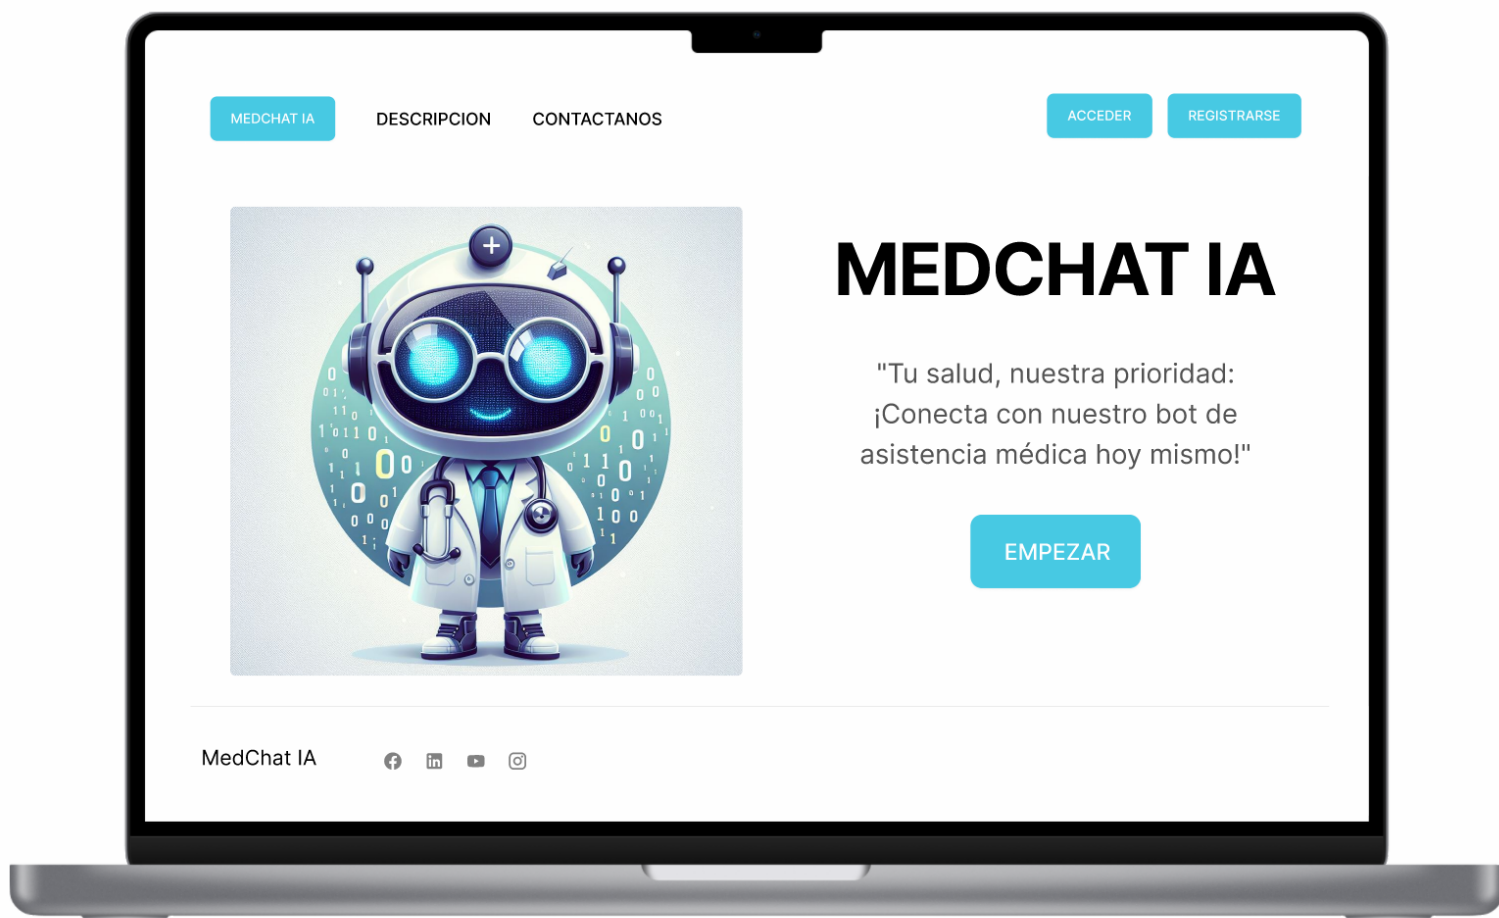 MEDCHAT IA
DESCRIPCION
CONTACTANOS
ACCEDER
REGISTRARSE
MEDCHAT IA
"Tu salud, nuestra prioridad:
¡Conecta con nuestro bot de
asistencia médica hoy mismo!"
EMPEZAR
MedChat IA